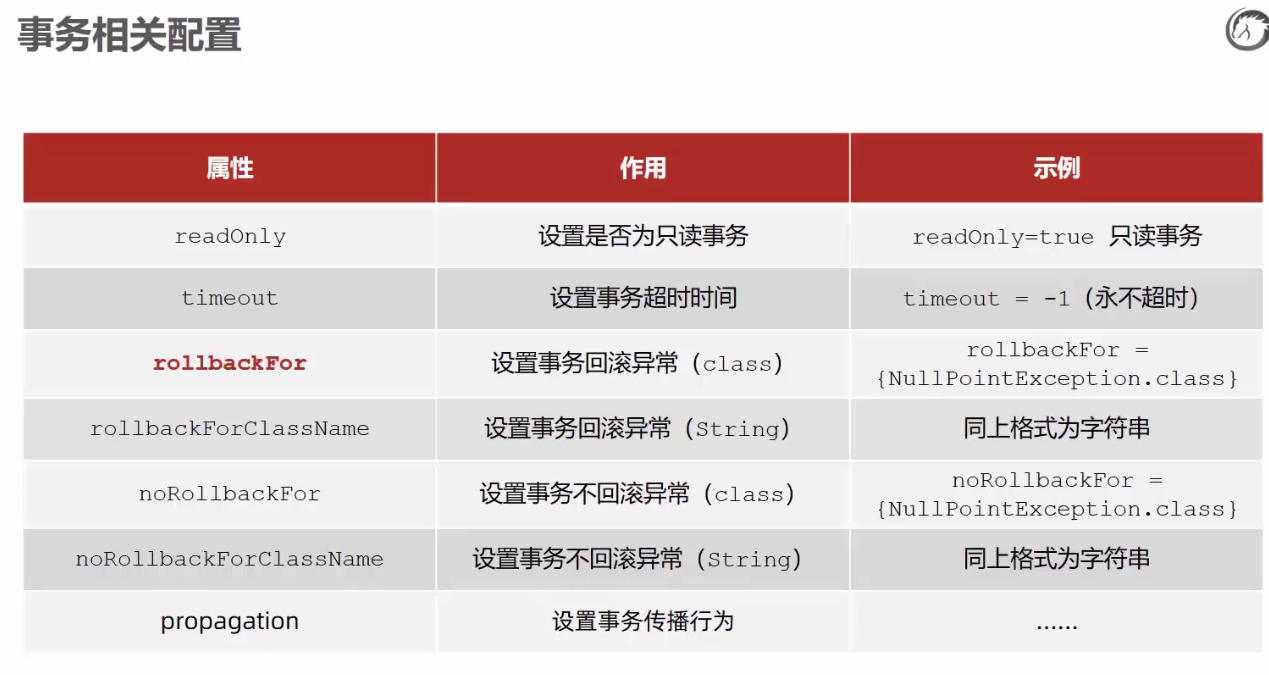 事务相关配置
属性
作用
示例
readOnly
设置是否为只读事务
readOnly=true 只读事务
timeout
设置事务超时时间
timeout = -1（永不超时）
rollbackFor
设置事务回滚异常（class）
rollbackFor =
{NullPointException.class}
rollbackForClassName
设置事务回滚异常（String）
同上格式为字符串
noRollbackFor
设置事务不回滚异常（class）
noRollbackFor =
{NullPointException.class}
noRollbackForClassName
设置事务不回滚异常（String）
同上格式为字符串
propagation
设置事务传播行为
......